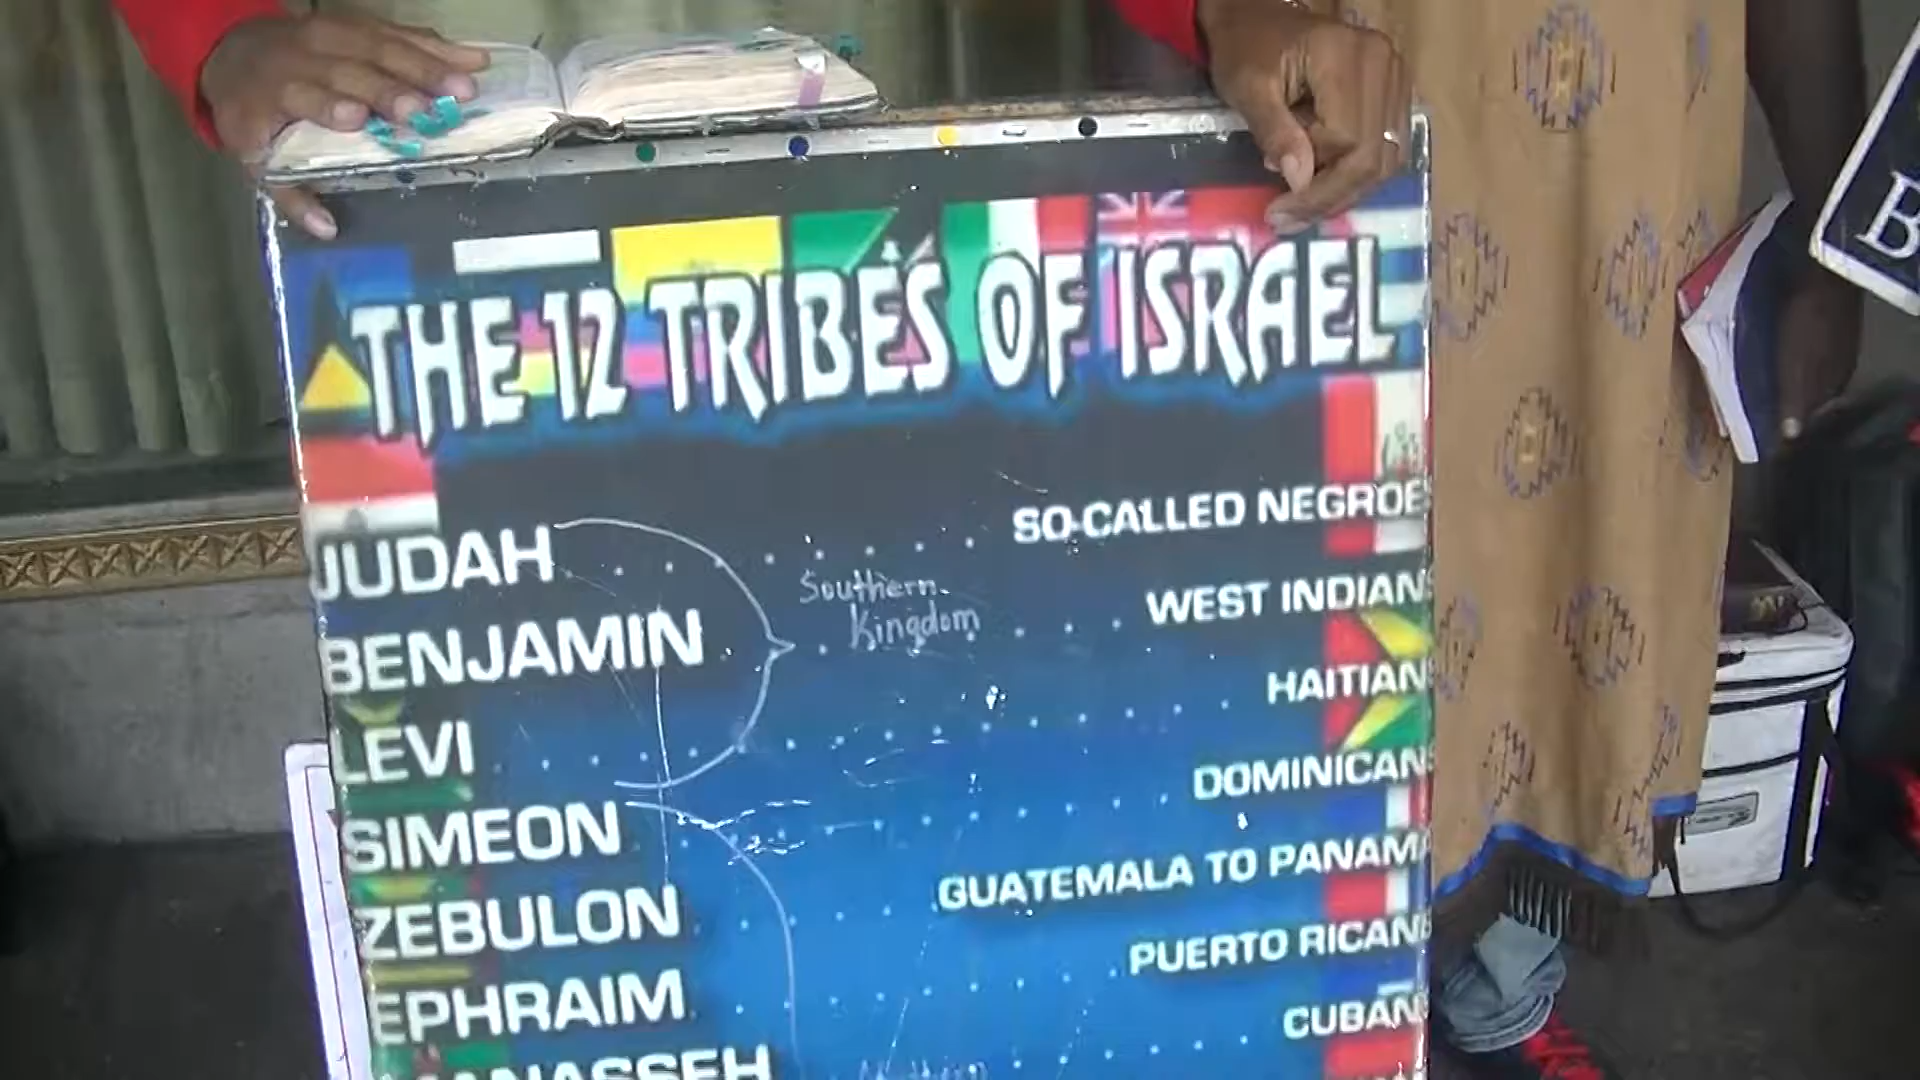 THE 12 TRIBES OF ISRAEL
JUDAH SO-CALLED NEGROES
Southern
Kingdom
BENJAMIN WEST INDIANS
LEVI HAITIANS
SIMEON DOMINICANS
ZEBULON GUATEMALA TO PANAMA
EPHRAIM PUERTO RICANS
MANASSEH CUBANS
Northern
B